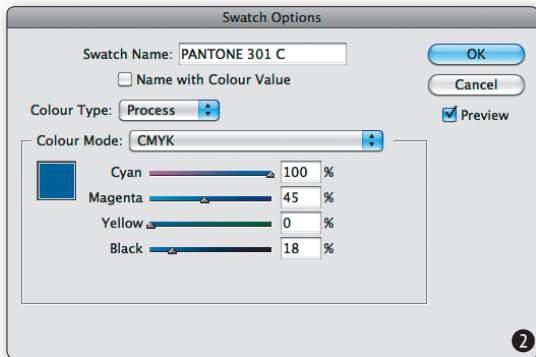 Swatch Options
Swatch Name: PANTONE 301 C
OK
Name with Colour Value
Cancel
Colour Type: Process
Preview
Colour Mode: CMYK
Cyan 100 %
Magenta 45 %
Yellow 0 %
Black 18 %
2